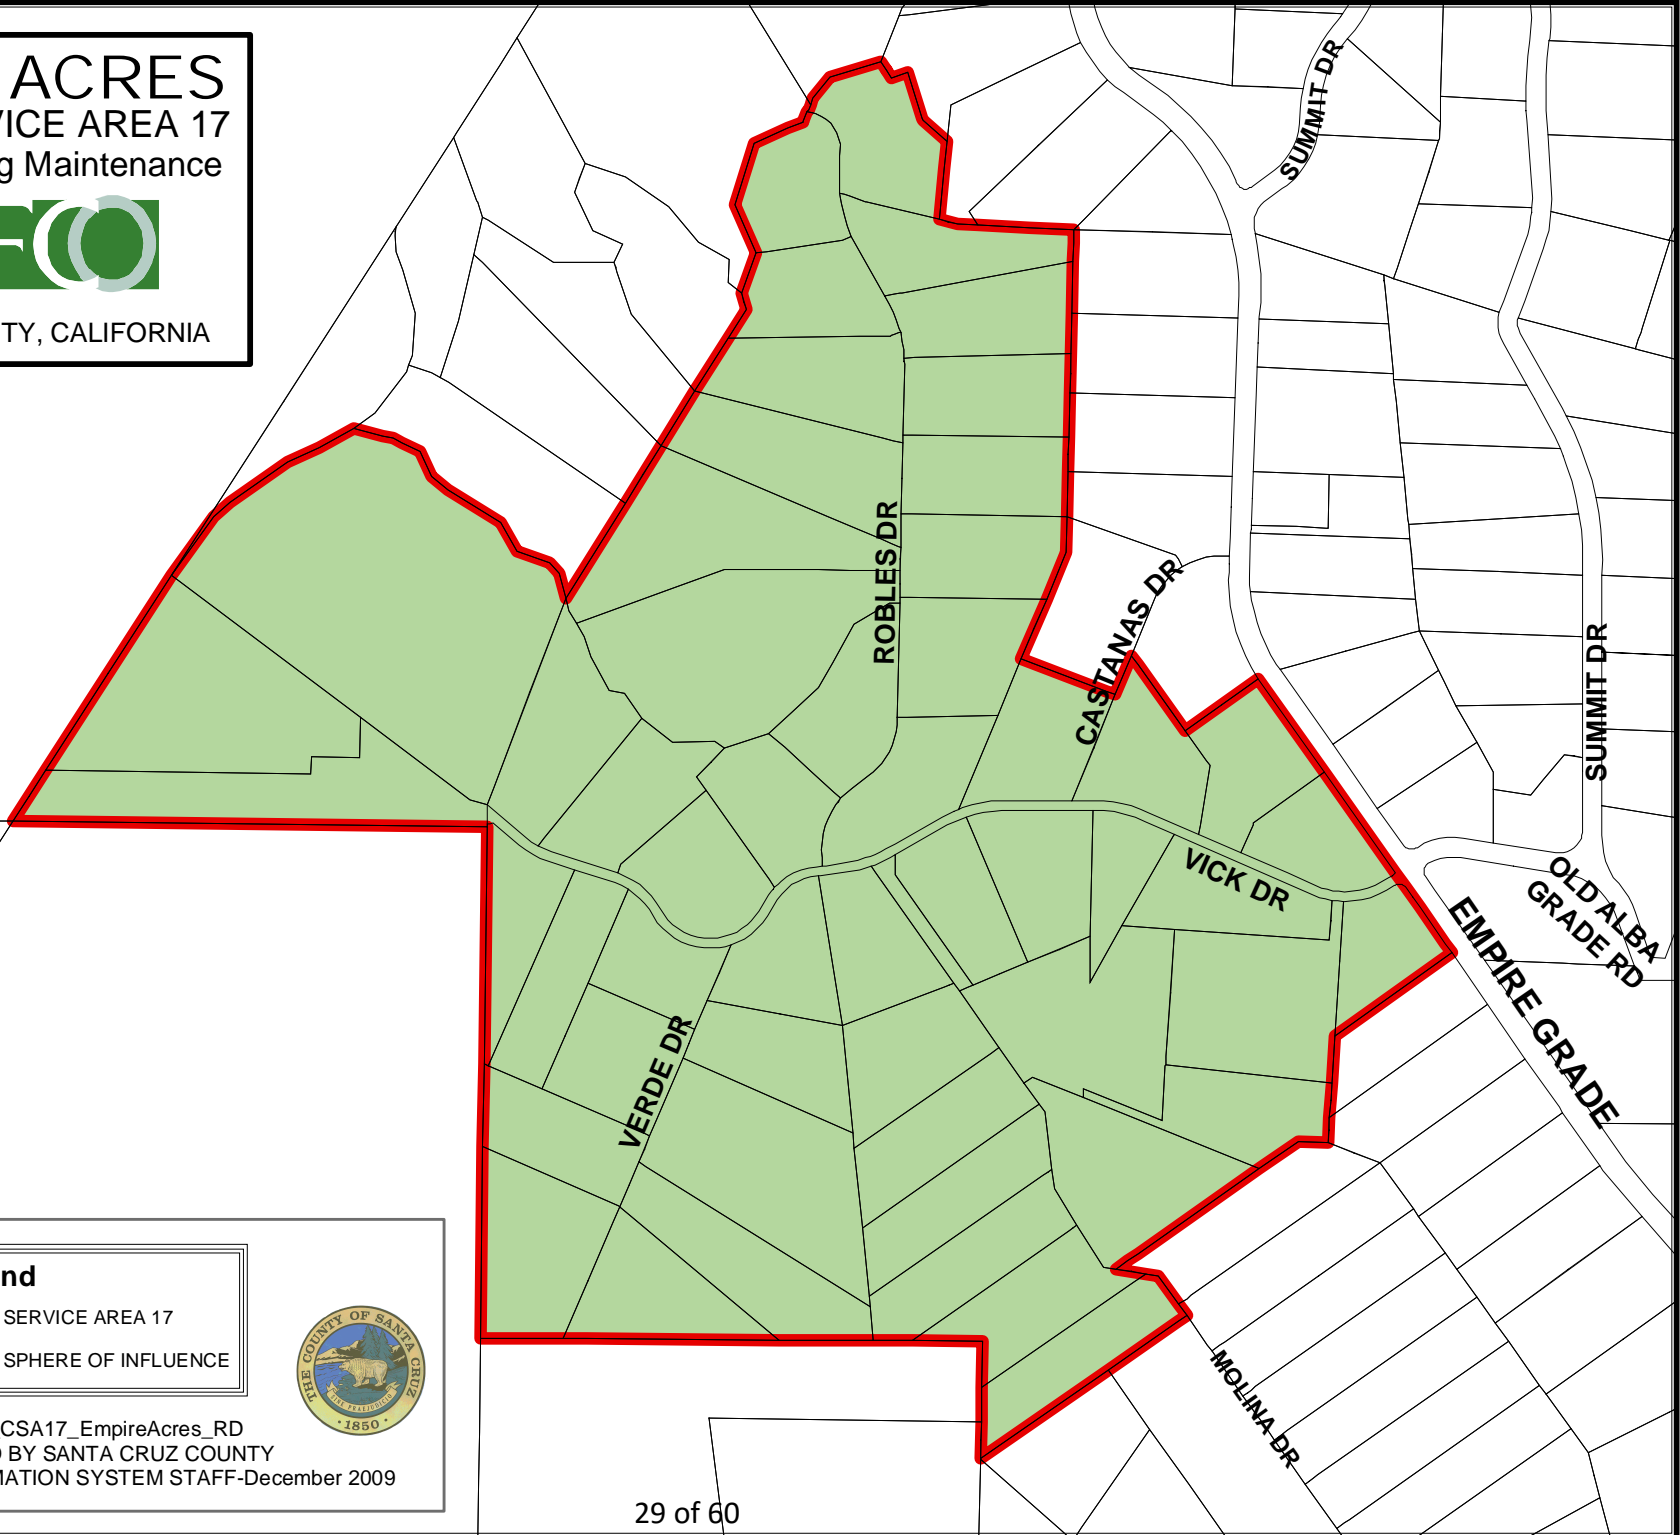 ACRES
VICE AREA 17
g Maintenance
FCO
TY, CALIFORNIA
SUMMIT DR
ROBLES DR
CASTANAS DR
SUMMIT DR
VICK DR
OLD ALBA
GRADE RD
EMPIRE GRADE
VERDE DR
MOLINA DR
nd
SERVICE AREA 17
SPHERE OF INFLUENCE
THE COUNTY OF SANTA CRUZ
1850
CSA17_EmpireAcres_RD
D BY SANTA CRUZ COUNTY
MATION SYSTEM STAFF-December 2009
29 of 60